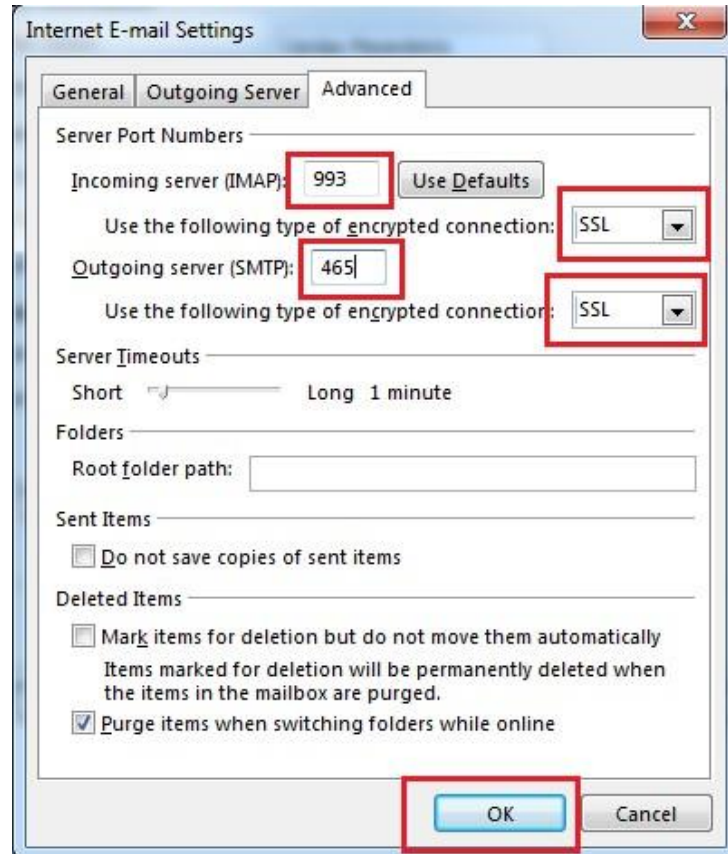 Internet E-mail Settings
General Outgoing Server Advanced
Server Port Numbers
Incoming server (IMAP): 993 Use Defaults
Use the following type of encrypted connection: SSL
Outgoing server (SMTP): 465
Use the following type of encrypted connection: SSL
Server Timeouts
Short Long 1 minute
Folders
Root folder path:
Sent Items
Do not save copies of sent items
Deleted Items
Mark items for deletion but do not move them automatically
Items marked for deletion will be permanently deleted when
the items in the mailbox are purged.
Purge items when switching folders while online
OK Cancel